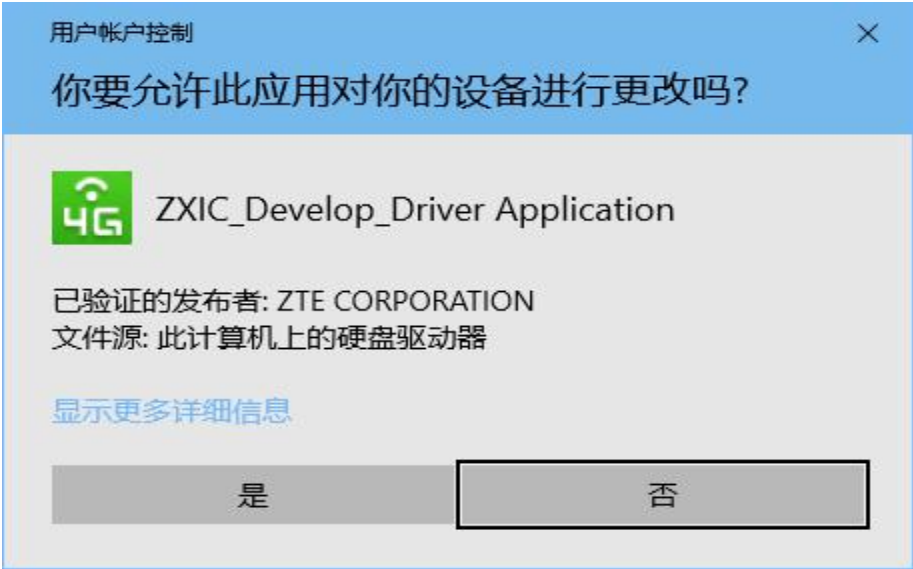 用户帐户控制
你要允许此应用对你的设备进行更改吗?
4G
ZXIC_Develop_Driver Application
已验证的发布者: ZTE CORPORATION
文件源: 此计算机上的硬盘驱动器
显示更多详细信息
是
否